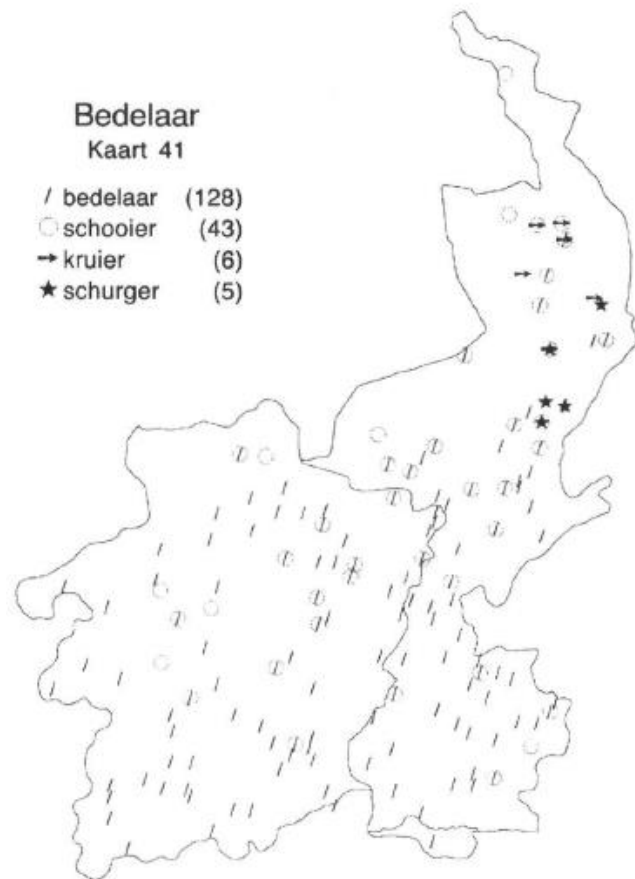 Bedelaar
Kaart 41
bedelaar (128)
schooier (43)
kruier (6)
schurger (5)